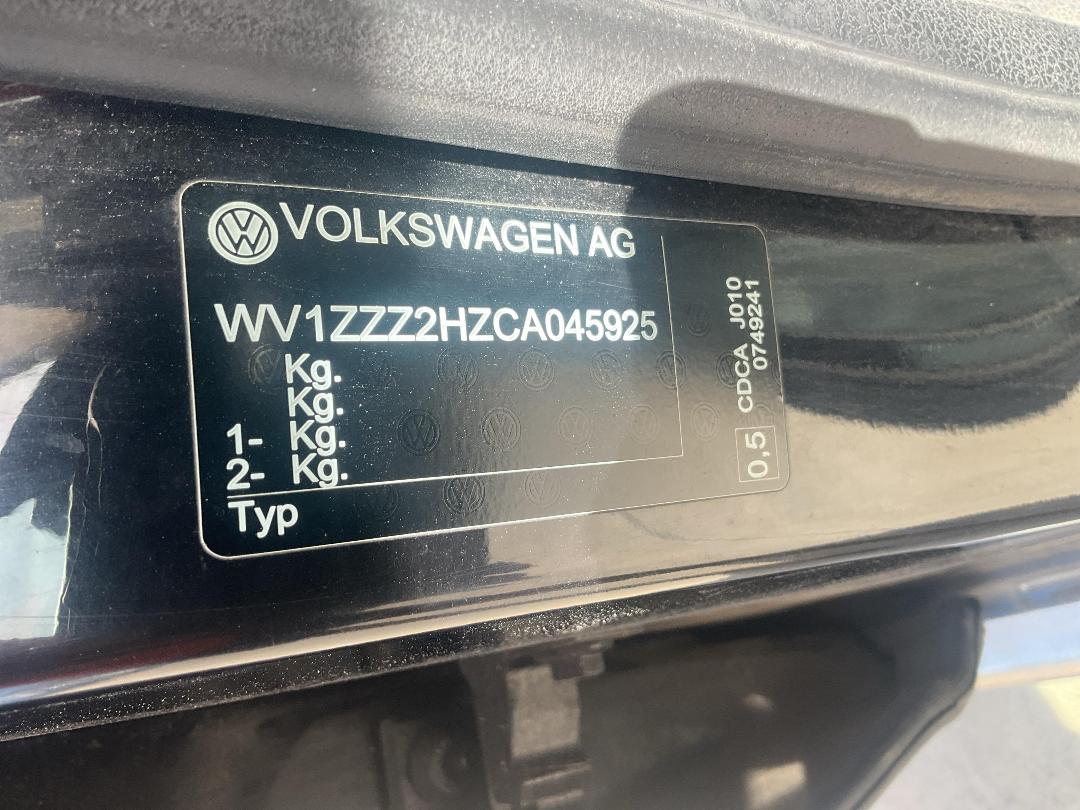 VOLKSWAGEN AG
WV1ZZZ2HZCA045925
Kg.
Kg.
1- Kg.
2- Kg.
Typ
0,5 CDCA J010
0749241